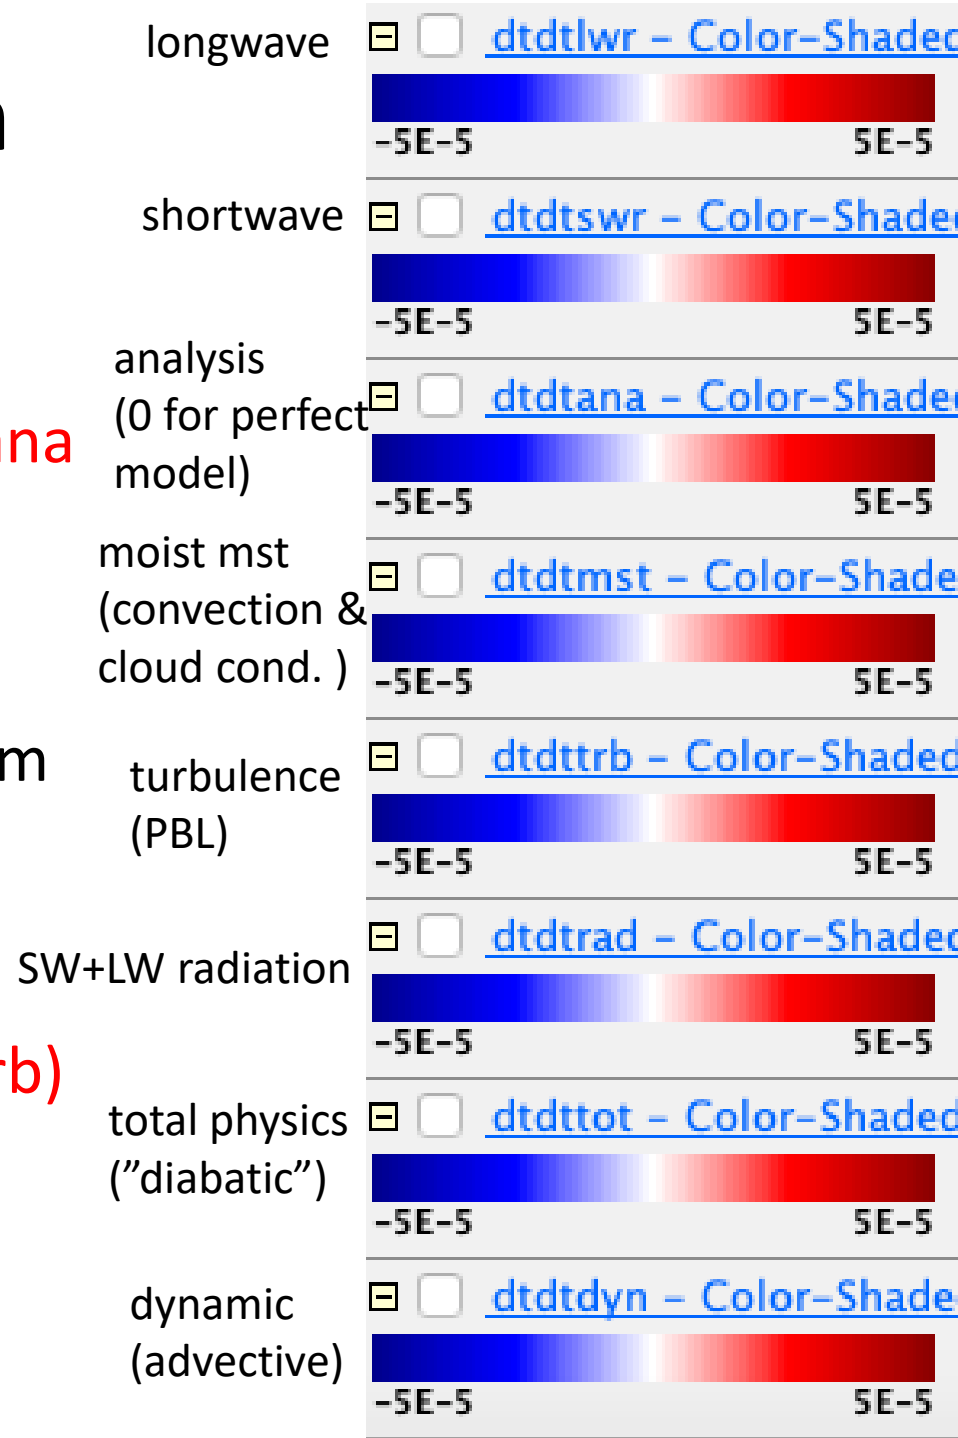 longwave
dtdtlwr – Color–Shaded
-5E-5 5E-5
shortwave
dtdtswr – Color–Shaded
-5E-5 5E-5
analysis
(0 for perfect
model)
dtdtana – Color–Shaded
na
-5E-5 5E-5
moist mst
(convection &
cloud cond. )
dtdtmst – Color–Shade
-5E-5 5E-5
m
turbulence
(PBL)
dtdttrb – Color–Shaded
-5E-5 5E-5
SW+LW radiation
dtdtrad – Color–Shaded
-5E-5 5E-5
rb)
total physics
(”diabatic”)
dtdttot – Color–Shaded
-5E-5 5E-5
dynamic
(advective)
dtdtdyn – Color–Shade
-5E-5 5E-5